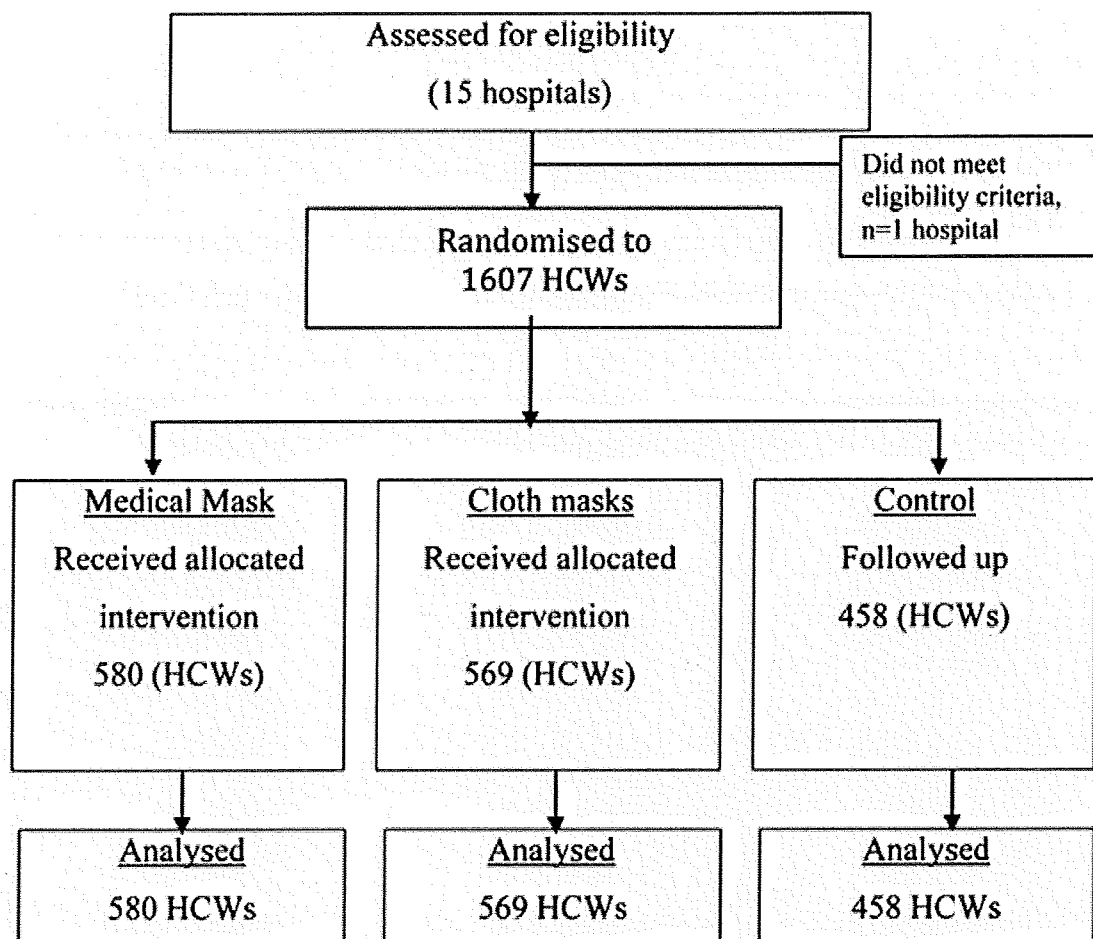 Assessed for eligibility
(15 hospitals)
Did not meet
eligibility criteria,
n=1 hospital
Randomised to
1607 HCWs
Medical Mask
Received allocated
intervention
580 (HCWs)
Cloth masks
Received allocated
intervention
569 (HCWs)
Control
Followed up
458 (HCWs)
Analysed
580 HCWs
Analysed
569 HCWs
Analysed
458 HCWs